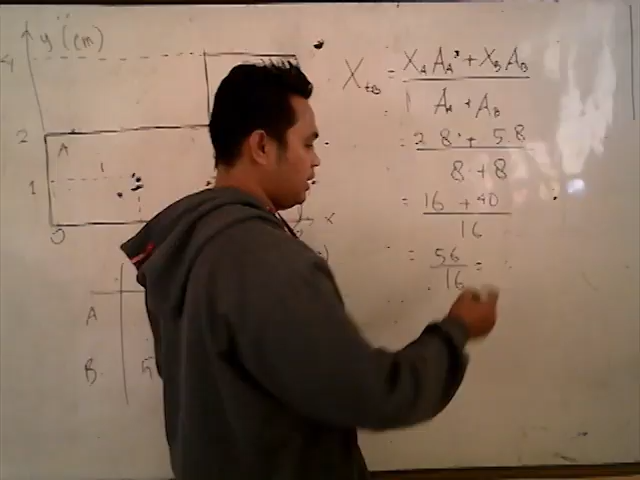 y (cm)
4
2
A
1
0
x
A
B 5
X = X_A A_A + X_B A_B
A_A + A_B
= 2 8 + 5 8
8 + 8
= 16 + 40
16
= 56
16 =